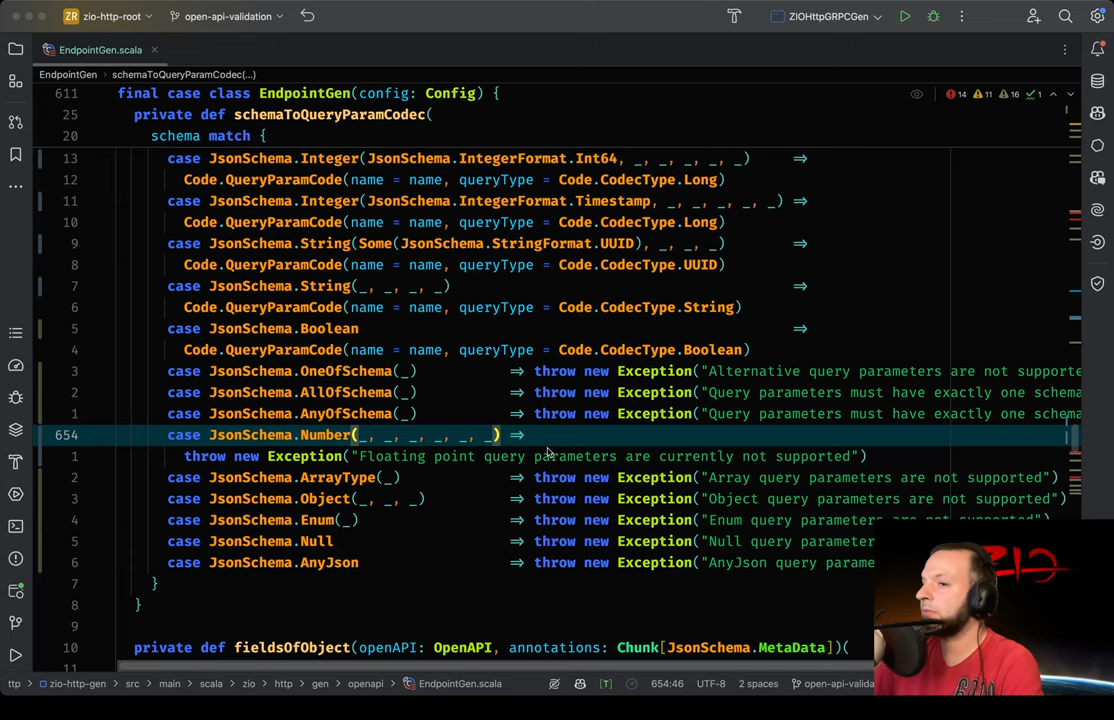 ZR zio-http-root open-api-validation ZIOHttpGRPCGen
EndpointGen.scala
EndpointGen schemaToQueryParamCodec(...)
611 final case class EndpointGen(config: Config) { 14 11 16 1
25 private def schemaToQueryParamCodec(
20 schema match {
13 case JsonSchema.Integer(JsonSchema.IntegerFormat.Int64, _, _, _, _, _) ⇒
12 Code.QueryParamCode(name = name, queryType = Code.CodecType.Long)
11 case JsonSchema.Integer(JsonSchema.IntegerFormat.Timestamp, _, _, _, _, _) ⇒
10 Code.QueryParamCode(name = name, queryType = Code.CodecType.Long)
9 case JsonSchema.String(Some(JsonSchema.StringFormat.UUID), _, _, _) ⇒
8 Code.QueryParamCode(name = name, queryType = Code.CodecType.UUID)
7 case JsonSchema.String(_, _, _, _) ⇒
6 Code.QueryParamCode(name = name, queryType = Code.CodecType.String)
5 case JsonSchema.Boolean ⇒
4 Code.QueryParamCode(name = name, queryType = Code.CodecType.Boolean)
3 case JsonSchema.OneOfSchema(_) ⇒ throw new Exception("Alternative query parameters are not supporte
2 case JsonSchema.AllOfSchema(_) ⇒ throw new Exception("Query parameters must have exactly one schema
1 case JsonSchema.AnyOfSchema(_) ⇒ throw new Exception("Query parameters must have exactly one schema
654 case JsonSchema.Number(_, _, _, _, _, _) ⇒
1 throw new Exception("Floating point query parameters are currently not supported")
2 case JsonSchema.ArrayType(_) ⇒ throw new Exception("Array query parameters are not supported")
3 case JsonSchema.Object(_, _, _) ⇒ throw new Exception("Object query parameters are not supported")
4 case JsonSchema.Enum(_) ⇒ throw new Exception("Enum query parameters are not supported")
5 case JsonSchema.Null ⇒ throw new Exception("Null query parameter
6 case JsonSchema.AnyJson ⇒ throw new Exception("AnyJson query parame
7 }
8 }
9
10 private def fieldsOfObject(openAPI: OpenAPI, annotations: Chunk[JsonSchema.MetaData])(
11
ttp zio-http-gen src main scala zio http gen openapi EndpointGen.scala 654:46 UTF-8 2 spaces open-api-valida